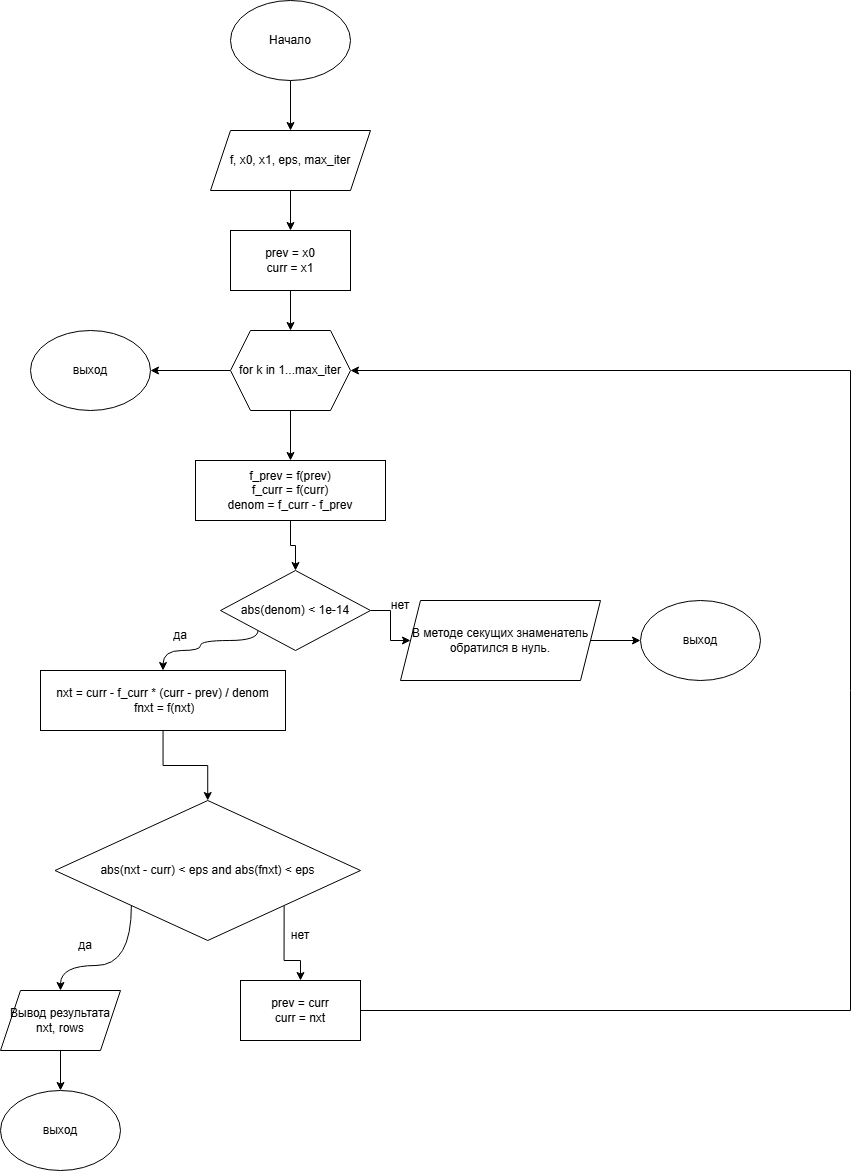 Начало
f, x0, x1, eps, max_iter
prev = x0
curr = x1
выход
for k in 1...max_iter
f_prev = f(prev)
f_curr = f(curr)
denom = f_curr - f_prev
abs(denom) < 1e-14
нет
В методе секущих знаменатель
обратился в нуль.
выход
да
nxt = curr - f_curr * (curr - prev) / denom
fnxt = f(nxt)
abs(nxt - curr) < eps and abs(fnxt) < eps
да
нет
Вывод результата
nxt, rows
prev = curr
curr = nxt
выход